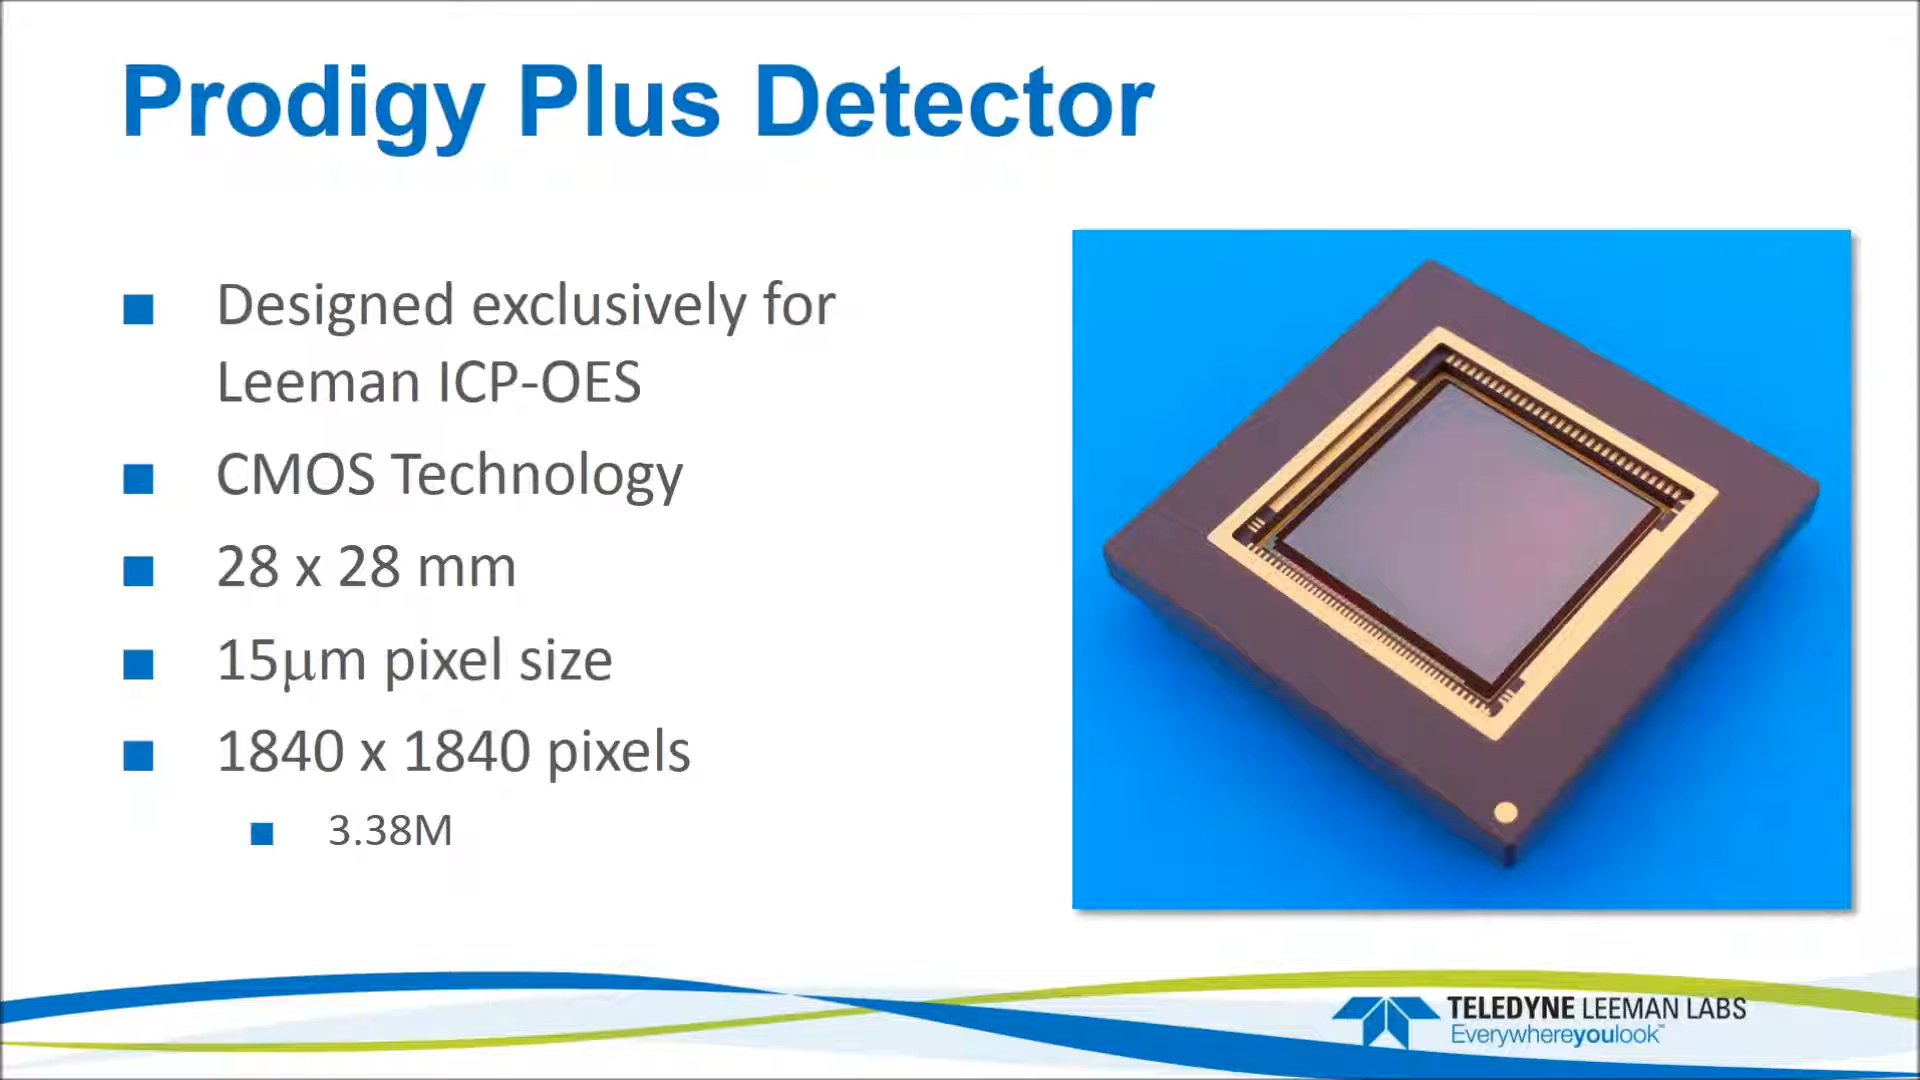 Prodigy Plus Detector
Designed exclusively for
Leeman ICP-OES
CMOS Technology
28 x 28 mm
15μm pixel size
1840 x 1840 pixels
3.38M
TELEDYNE LEEMAN LABS
Everywhereyoulook™